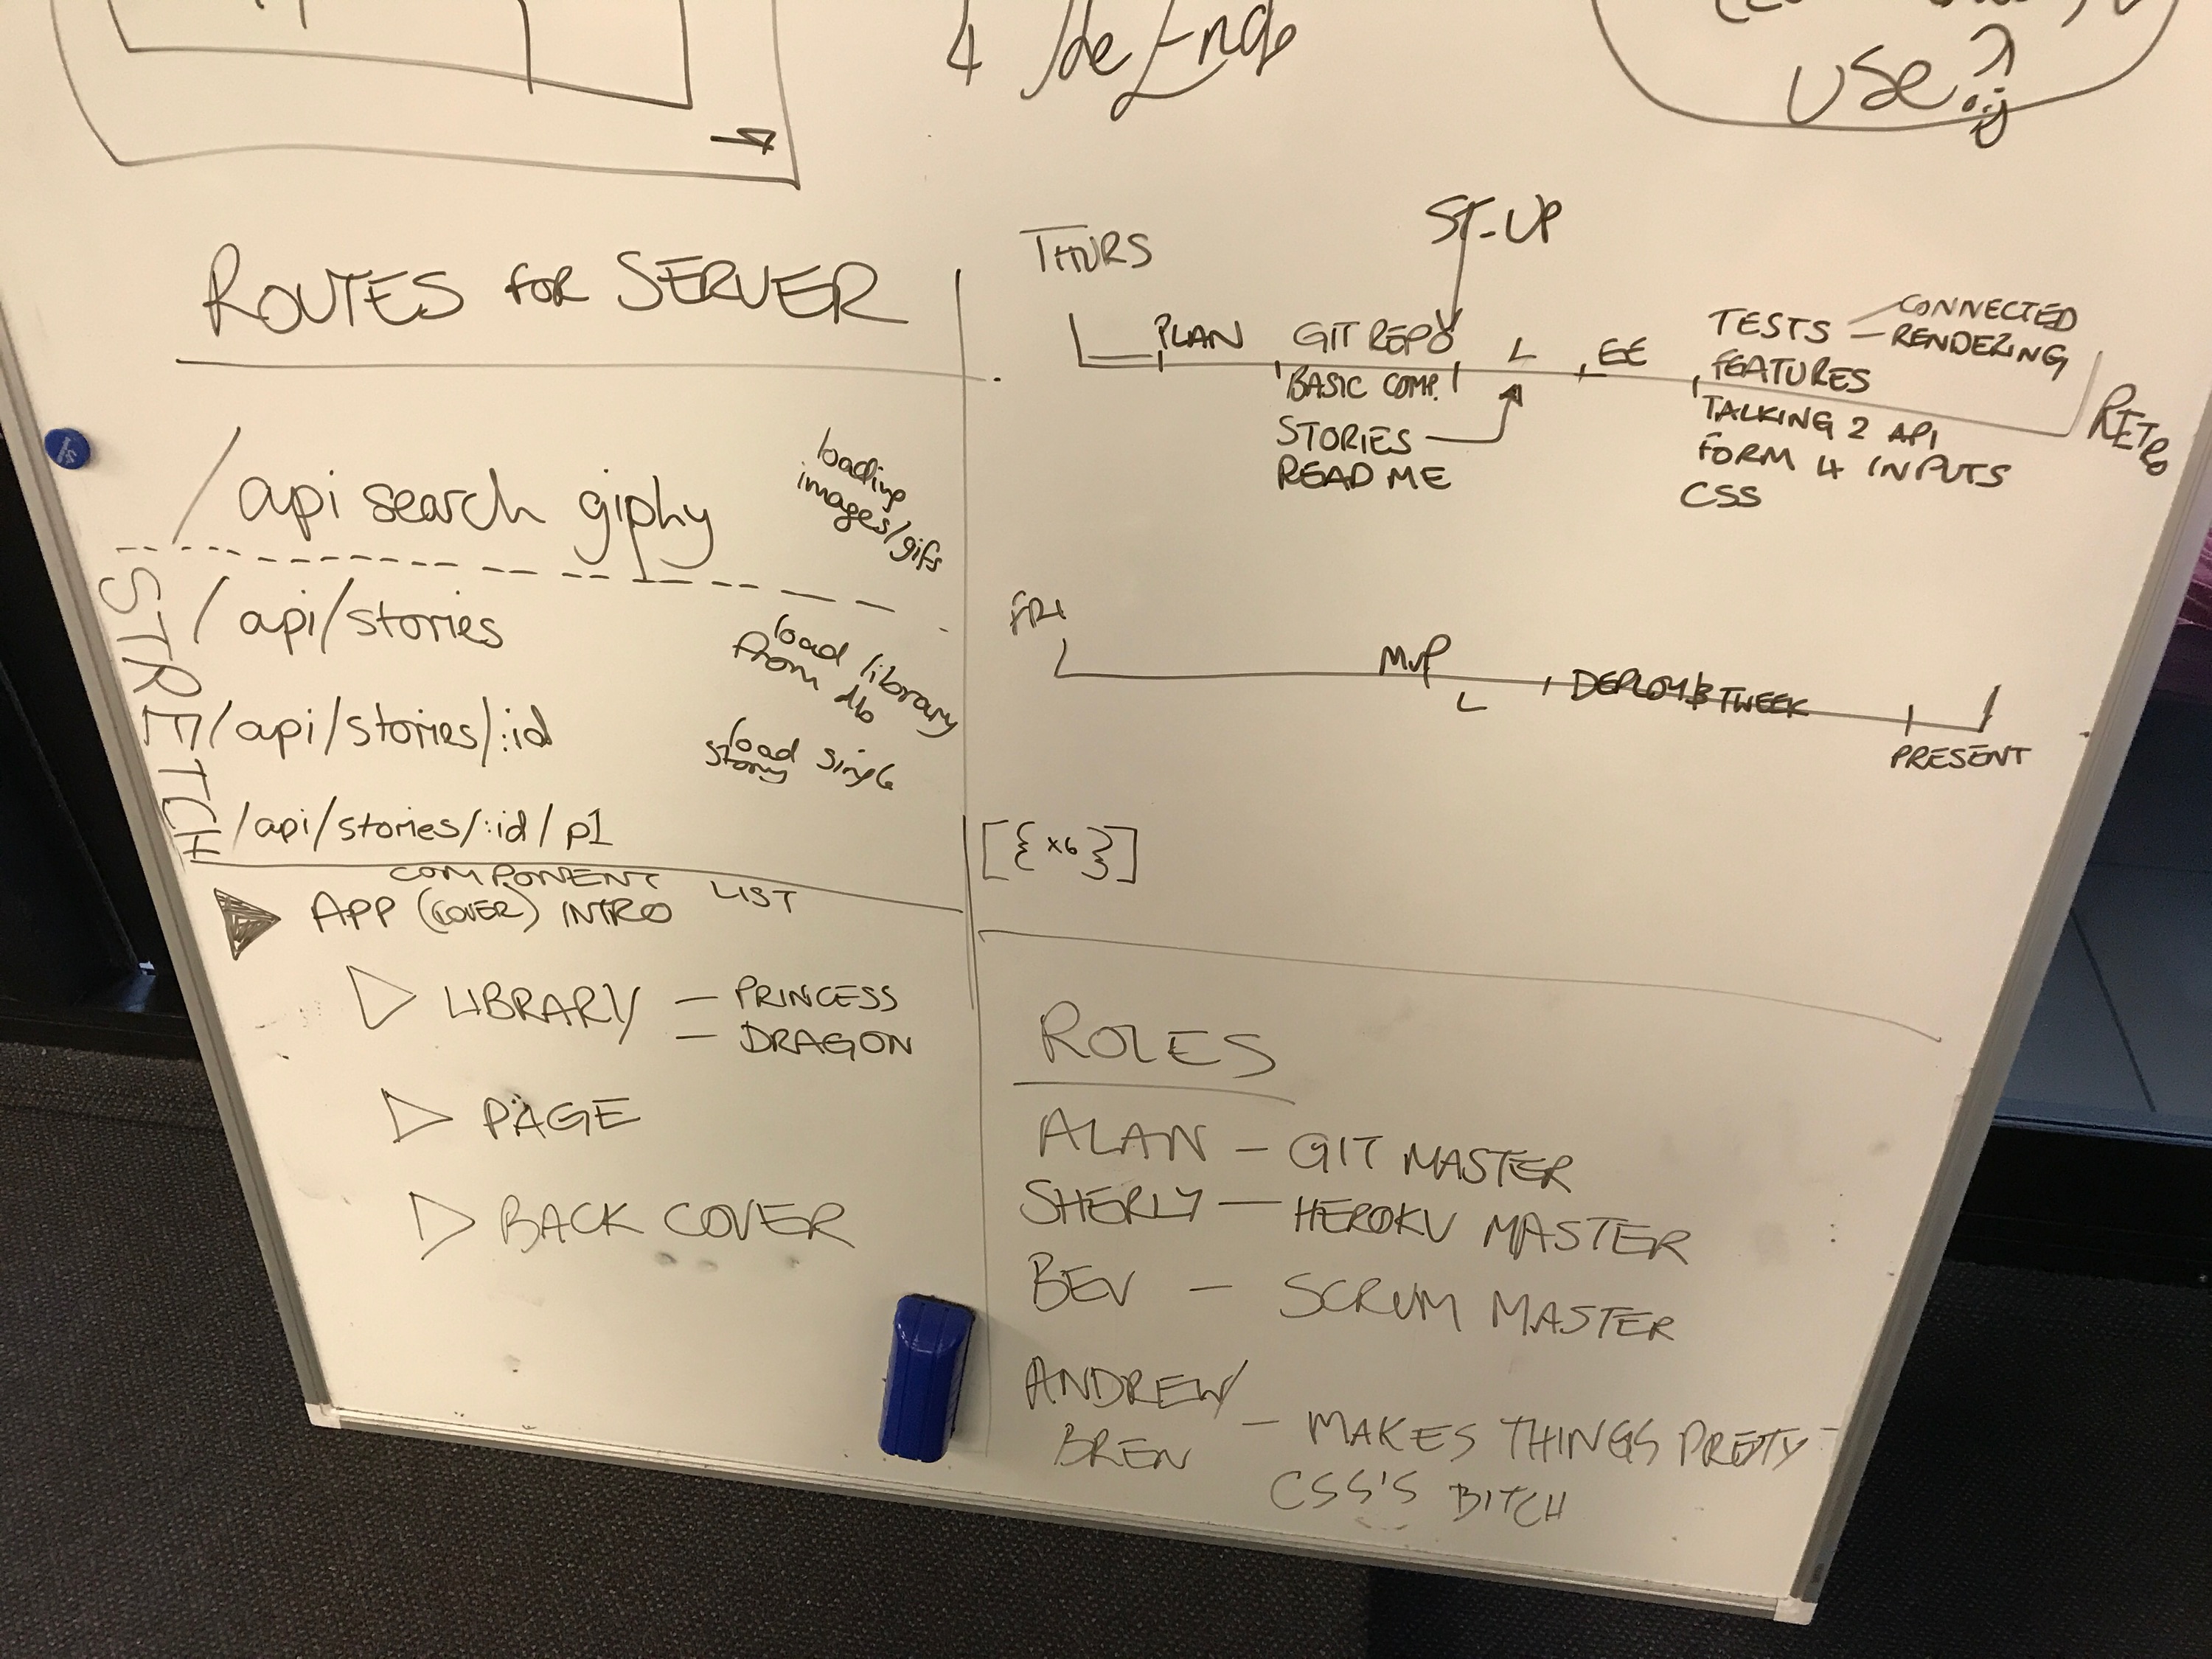 4 the End
use?
ROUTES FOR SERVER
/api search giphy
loading
images/gifs
STRETCH
/api/stories
load library
from db
/api/stories/:id
load single
story
/api/stories/:id/p1
COMPONENT LIST
APP (COVER) INTRO
LIBRARY — PRINCESS
— DRAGON
PAGE
BACK COVER
THURS
ST-UP
PLAN
GIT REPO
BASIC COMP.
STORIES
READ ME
L
EE
TESTS — CONNECTED
— RENDERING
FEATURES
TALKING 2 API
FORM 4 INPUTS
CSS
RETRO
FRI
MVP
L
DEPLOY & TWEEK
PRESENT
[{x6}]
ROLES
ALAN — GIT MASTER
SHERLY — HEROKU MASTER
BEV — SCRUM MASTER
ANDREW/
BREN — MAKES THINGS PRETTY
CSS'S BITCH